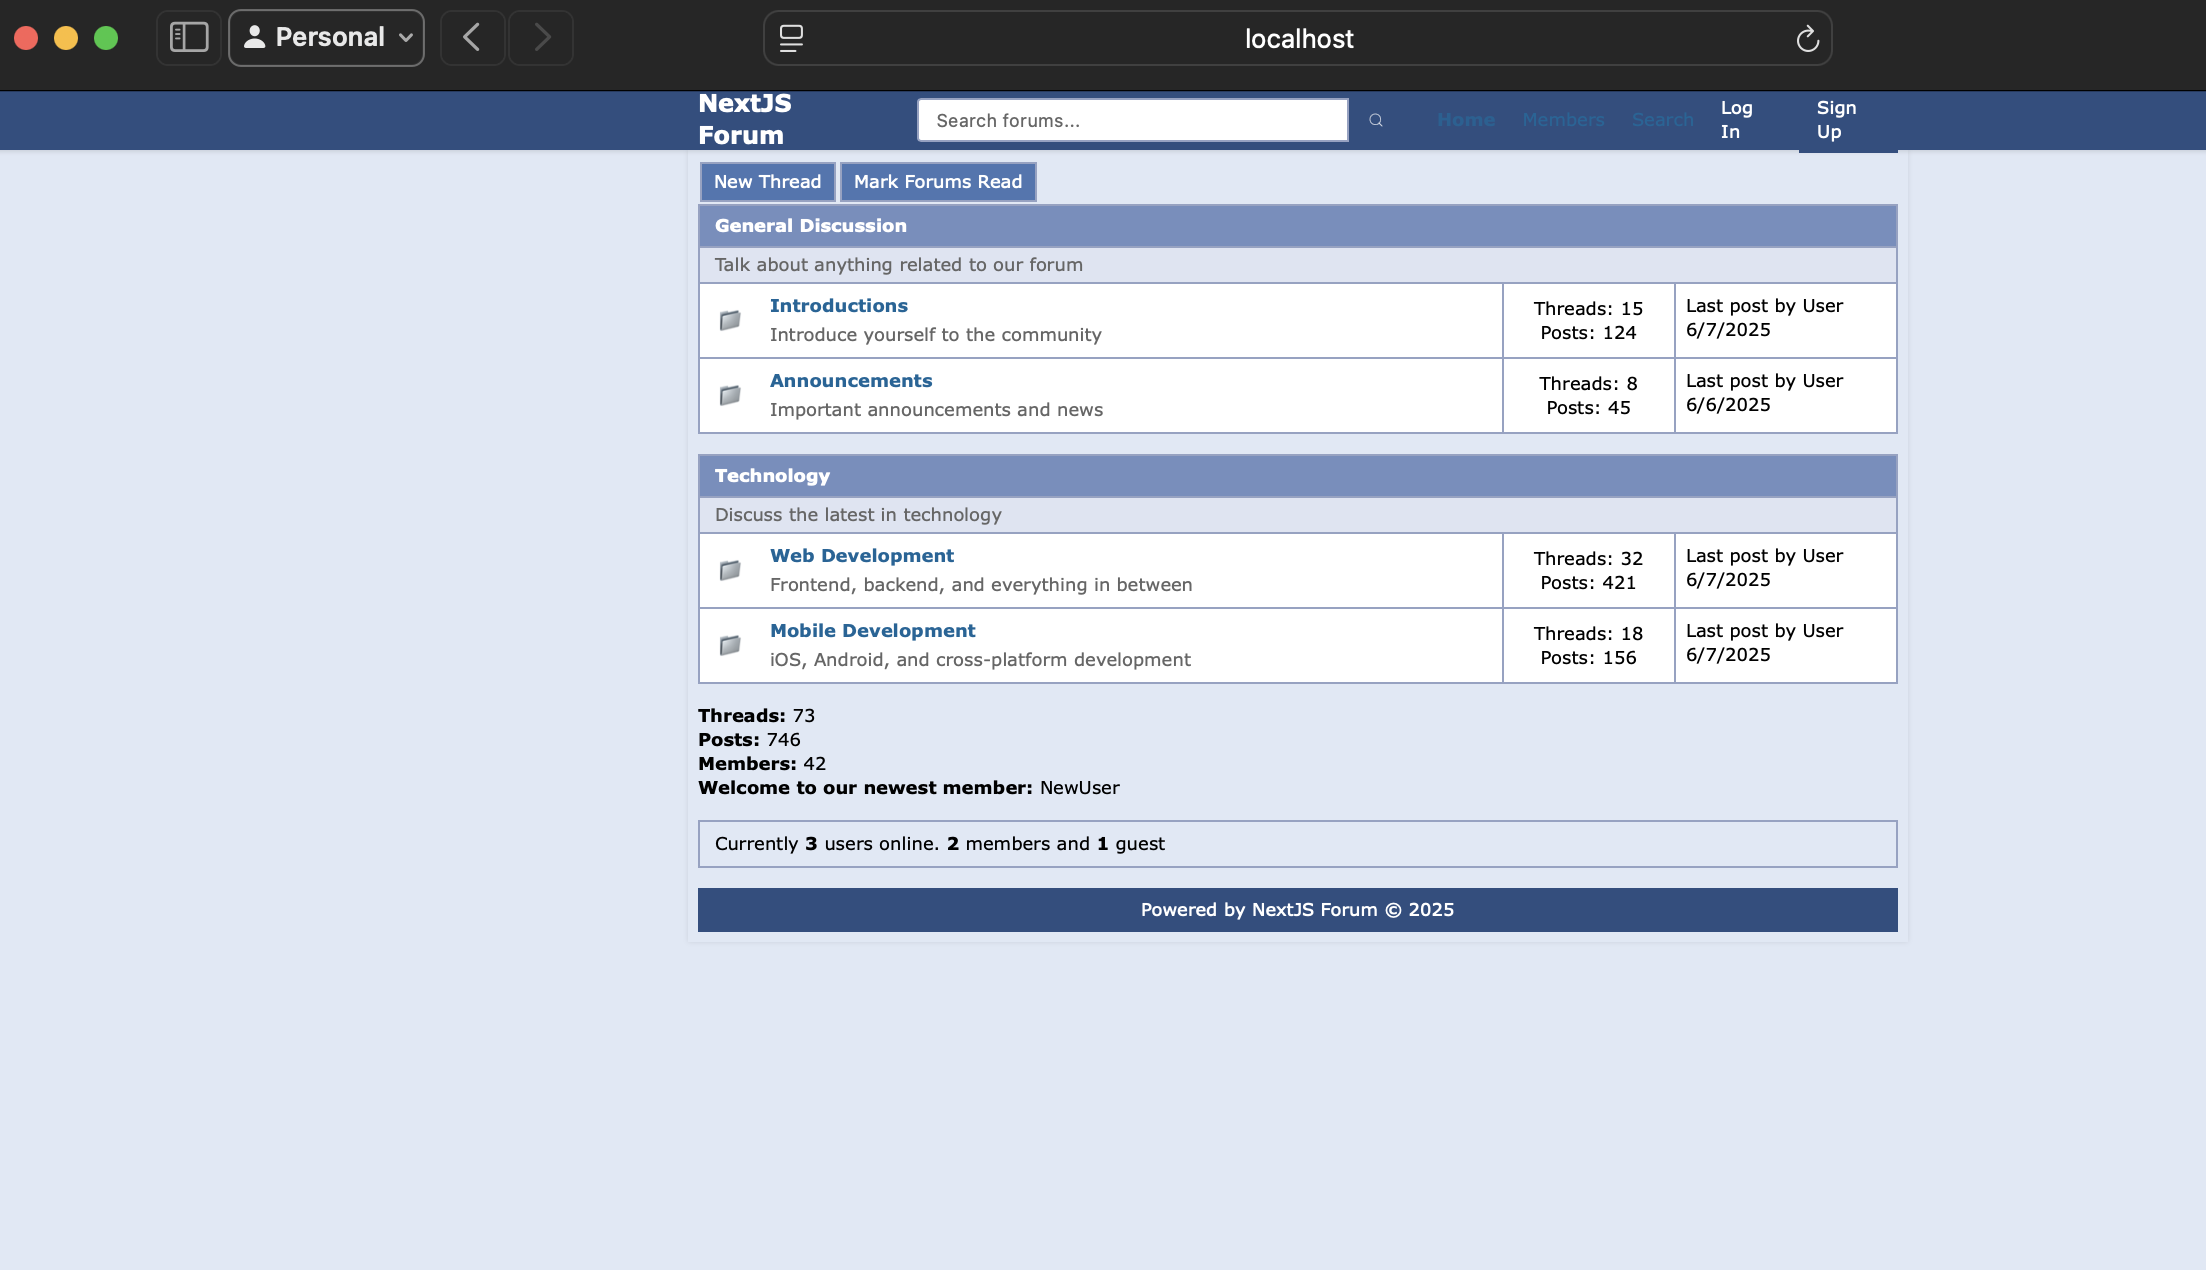 Personal
localhost
NextJS
Forum
Search forums...
Home
Members
Search
Log
In
Sign
Up
New Thread
Mark Forums Read
General Discussion
Talk about anything related to our forum
Introductions
Introduce yourself to the community
Threads: 15
Posts: 124
Last post by User
6/7/2025
Announcements
Important announcements and news
Threads: 8
Posts: 45
Last post by User
6/6/2025
Technology
Discuss the latest in technology
Web Development
Frontend, backend, and everything in between
Threads: 32
Posts: 421
Last post by User
6/7/2025
Mobile Development
iOS, Android, and cross-platform development
Threads: 18
Posts: 156
Last post by User
6/7/2025
Threads: 73
Posts: 746
Members: 42
Welcome to our newest member: NewUser
Currently 3 users online. 2 members and 1 guest
Powered by NextJS Forum © 2025